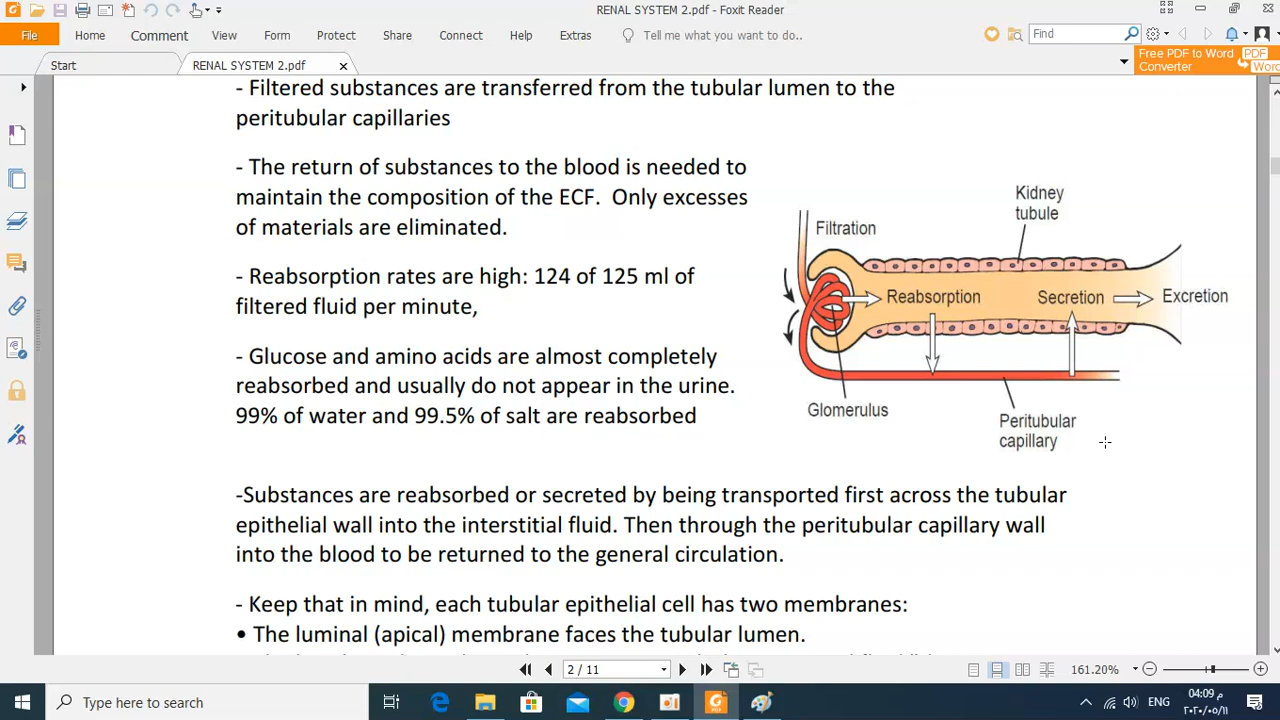 RENAL SYSTEM 2.pdf - Foxit Reader
File Home Comment View Form Protect Share Connect Help Extras Tell me what you want to do.. Find
Start RENAL SYSTEM 2.pdf
Free PDF to Word
Converter
PDF
Word
- Filtered substances are transferred from the tubular lumen to the
peritubular capillaries
- The return of substances to the blood is needed to
maintain the composition of the ECF. Only excesses
of materials are eliminated.
- Reabsorption rates are high: 124 of 125 ml of
filtered fluid per minute,
- Glucose and amino acids are almost completely
reabsorbed and usually do not appear in the urine.
99% of water and 99.5% of salt are reabsorbed
Kidney
tubule
Filtration
Reabsorption Secretion Excretion
Glomerulus
Peritubular
capillary
-Substances are reabsorbed or secreted by being transported first across the tubular
epithelial wall into the interstitial fluid. Then through the peritubular capillary wall
into the blood to be returned to the general circulation.
- Keep that in mind, each tubular epithelial cell has two membranes:
• The luminal (apical) membrane faces the tubular lumen.
2 / 11 161.20%
Type here to search
ENG
04:09 م
٢٠٢٠/٠٥/١١